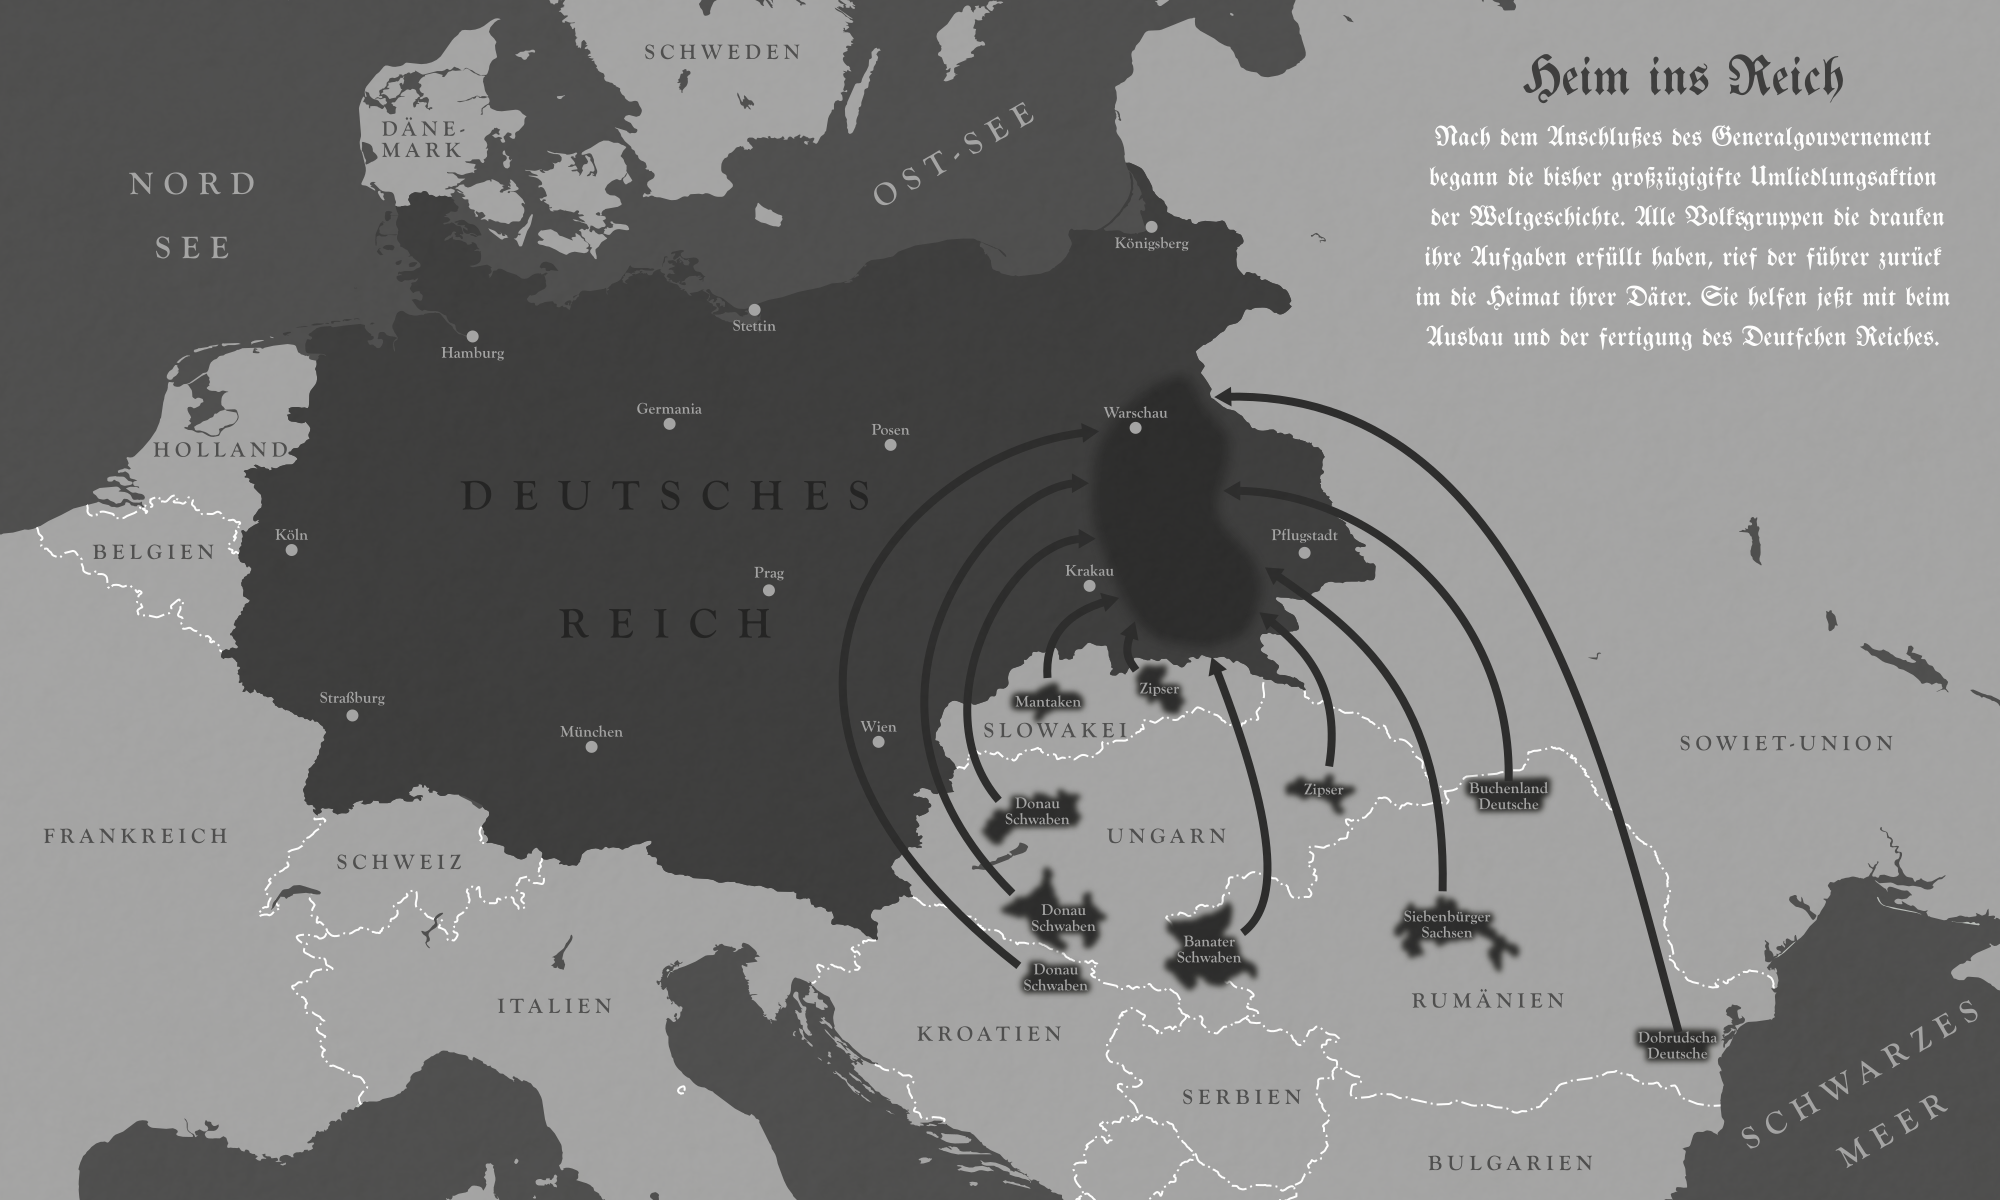 Heim ins Reich
Nach dem Anschlußes des Generalgouvernement
begann die bisher großzügigifte Umliedlungsaktion
der Weltgeschichte. Alle Volksgruppen die drauken
ihre Aufgaben erfüllt haben, rief der führer zurück
im die Heimat ihrer Däter. Sie helfen jeßt mit beim
Ausbau und der fertigung des Deutfchen Reiches.
SCHWEDEN
DÄNE-
MARK
NORD
SEE
OST-SEE
Königsberg
Stettin
Hamburg
Germania
Posen
Warschau
HOLLAND
DEUTSCHES
REICH
BELGIEN
Köln
Prag
Krakau
Pflugstadt
Straßburg
München
Wien
Mantaken
Zipser
SLOWAKEI
SOWIET-UNION
Zipser
Buchenland
Deutsche
Donau
Schwaben
FRANKREICH
SCHWEIZ
UNGARN
Donau
Schwaben
Siebenbürger
Sachsen
Banater
Schwaben
Donau
Schwaben
ITALIEN
KROATIEN
RUMÄNIEN
Dobrudscha
Deutsche
SERBIEN
SCHWARZES
MEER
BULGARIEN